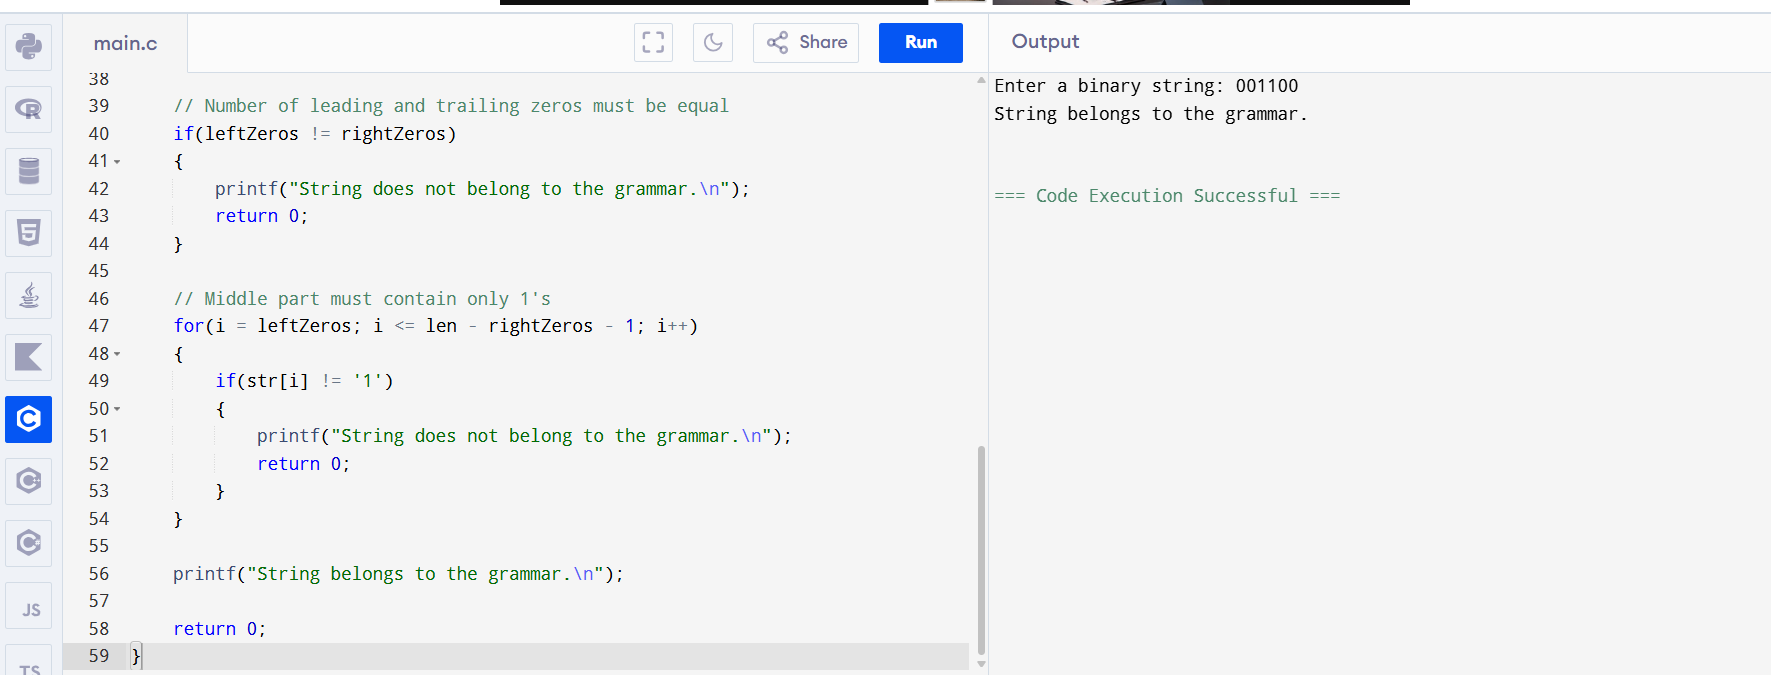 main.c
Share
Run
Output
38
39 // Number of leading and trailing zeros must be equal
40 if(leftZeros != rightZeros)
41 {
42 printf("String does not belong to the grammar.\n");
43 return 0;
44 }
45
46 // Middle part must contain only 1's
47 for(i = leftZeros; i <= len - rightZeros - 1; i++)
48 {
49 if(str[i] != '1')
50 {
51 printf("String does not belong to the grammar.\n");
52 return 0;
53 }
54 }
55
56 printf("String belongs to the grammar.\n");
57
58 return 0;
59 }
Enter a binary string: 001100
String belongs to the grammar.
=== Code Execution Successful ===
R
5
C
C
C
JS
TS